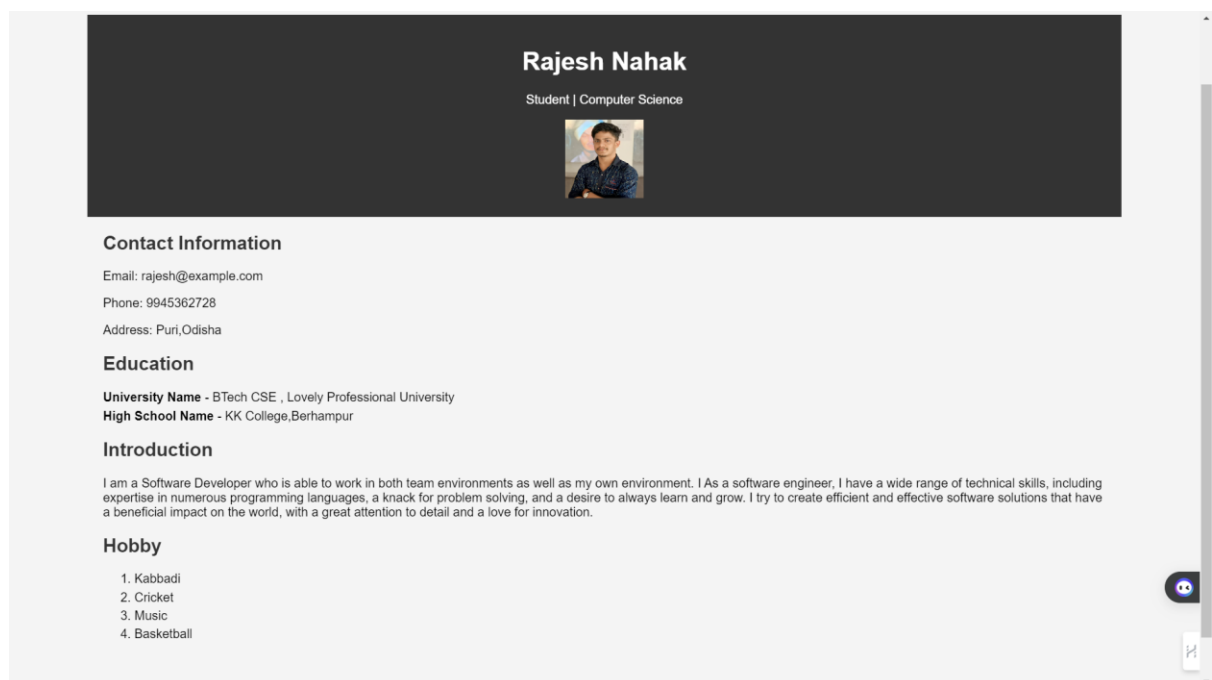 Rajesh Nahak
Student | Computer Science
Contact Information
Email: rajesh@example.com
Phone: 9945362728
Address: Puri,Odisha
Education
University Name - BTech CSE , Lovely Professional University
High School Name - KK College,Berhampur
Introduction
I am a Software Developer who is able to work in both team environments as well as my own environment. I As a software engineer, I have a wide range of technical skills, including
expertise in numerous programming languages, a knack for problem solving, and a desire to always learn and grow. I try to create efficient and effective software solutions that have
a beneficial impact on the world, with a great attention to detail and a love for innovation.
Hobby
1. Kabbadi
2. Cricket
3. Music
4. Basketball